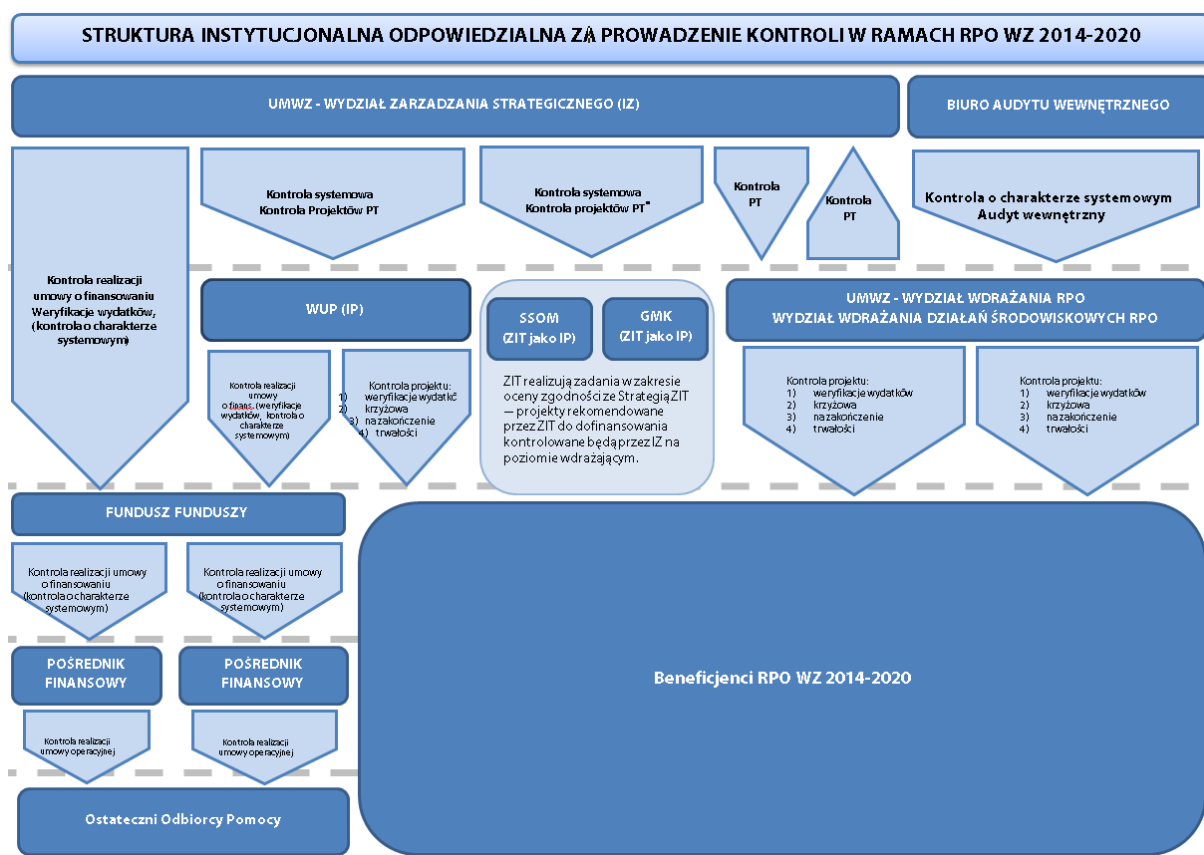 STRUKTURA INSTYTUCJONALNA ODPOWIEDZIALNA ZA PROWADZENIE KONTROLI W RAMACH RPO WZ 2014-2020
UMWZ - WYDZIAŁ ZARZADZANIA STRATEGICZNEGO (IZ)
BIURO AUDYTU WEWNĘTRZNEGO
Kontrola realizacji
umowy o finansowaniu
Weryfikacje wydatków,
(kontrola o charakterze
systemowym)
Kontrola systemowa
Kontrola Projektów PT
Kontrola systemowa
Kontrola projektów PT*
Kontrola
PT
Kontrola
PT
Kontrola o charakterze systemowym
Audyt wewnętrzny
WUP (IP)
SSOM
(ZIT jako IP)
GMK
(ZIT jako IP)
UMWZ - WYDZIAŁ WDRAŻANIA RPO
WYDZIAŁ WDRAŻANIA DZIAŁAŃ ŚRODOWISKOWYCH RPO
Kontrola realizacji
umowy
o finans. (weryfikacje
wydatków, kontrola o
charakterze
systemowym)
Kontrola projektu:
1) weryfikacje wydatkć
2) krzyżowa
3) na zakończenie
4) trwałości
ZIT realizują zadania w zakresie
oceny zgodności ze Strategią ZIT
— projekty rekomendowane
przez ZIT do dofinansowania
kontrolowane będą przez IZ na
poziomie wdrażającym.
Kontrola projektu:
1) weryfikacje wydatków
2) krzyżowa
3) na zakończenie
4) trwałości
Kontrola projektu:
1) weryfikacje wydatków
2) krzyżowa
3) na zakończenie
4) trwałości
FUNDUSZ FUNDUSZY
Kontrola realizacji umowy
o finansowaniu
(kontrola o charakterze
systemowym)
Kontrola realizacji umowy
o finansowaniu
(kontrola o charakterze
systemowym)
POŚREDNIK
FINANSOWY
POŚREDNIK
FINANSOWY
Beneficjenci RPO WZ 2014-2020
Kontrola realizacji
umowy operacyjnej
Kontrola realizacji
umowy operacyjnej
Ostateczni Odbiorcy Pomocy